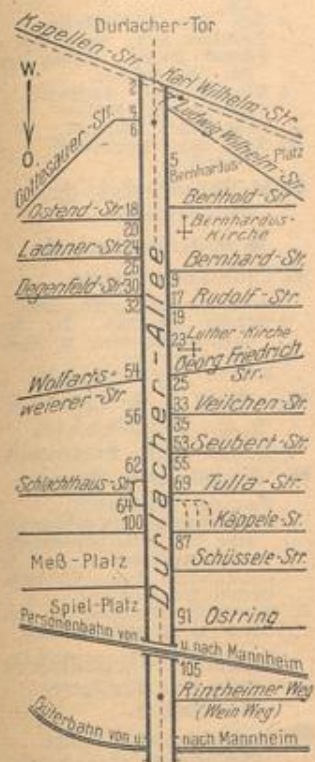 Durlacher-Tor
Kapellen-Str.
Karl Wilhelm-Str.
Ludwig Wilhelm-Str.
W.
O.
2
4
6
Gottesauer-Str.
5
Bernhardus-
Platz
Berthold-Str.
Ostend-Str 18
20
Bernhardus-
Kirche
Lachner-Str 24
26
Bernhard-Str.
Degenfeld-Str 30
32
9
17 Rudolf-Str.
19
23 Luther-Kirche
Georg Friedrich
Str.
25
Wolfarts- 54
weierer-Str.
56
33 Veilchen-Str.
35
53 Seubert-Str.
55
62
Schlachthaus-Str.
64
100
69 Tulla-Str.
Käppele-St.
87
Schüssele-Str.
Durlacher-Allee
Meß-Platz
Spiel-Platz
91 Ostring
Personenbahn von u. nach Mannheim
105
Rintheimer Weg
(Wein Weg)
Güterbahn von u. nach Mannheim